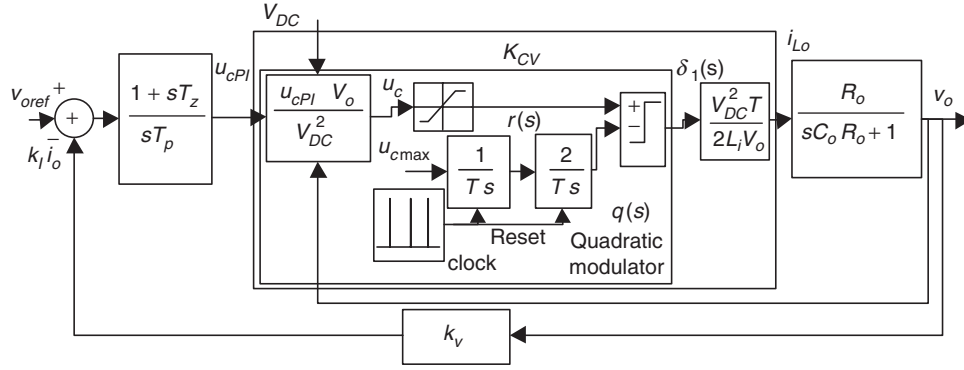 V_DC
K_CV
i_Lo
u_cPI
u_c
δ_1(s)
v_oref
+
+
−
k_I i_o
1 + sT_z
sT_p
u_cPI V_o
V_DC^2
u_cmax
r(s)
1
T s
2
T s
+
−
V_DC^2 T
2L_i V_o
R_o
sC_o R_o + 1
v_o
q(s)
Reset
clock
Quadratic
modulator
k_v